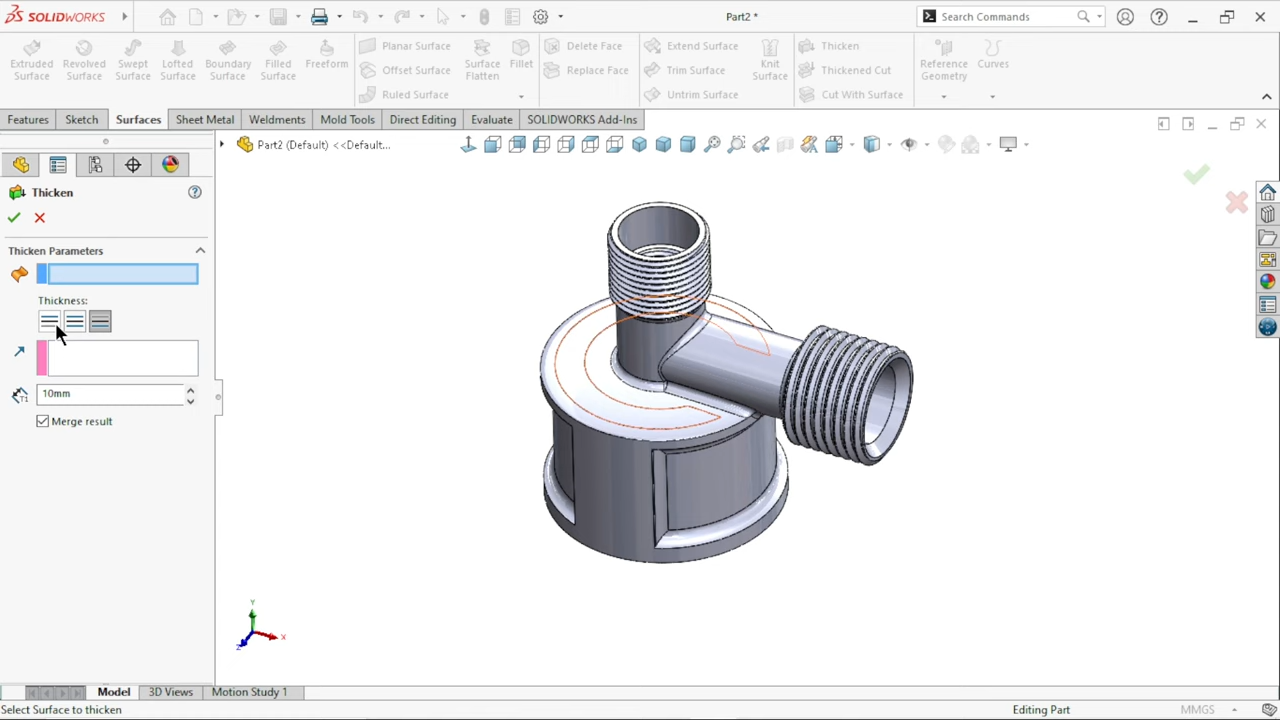 SOLIDWORKS
Part2 *
Search Commands
Extruded Surface
Revolved Surface
Swept Surface
Lofted Surface
Boundary Surface
Filled Surface
Freeform
Planar Surface
Offset Surface
Ruled Surface
Surface Flatten
Fillet
Delete Face
Replace Face
Extend Surface
Trim Surface
Untrim Surface
Knit Surface
Thicken
Thickened Cut
Cut With Surface
Reference Geometry
Curves
Features
Sketch
Surfaces
Sheet Metal
Weldments
Mold Tools
Direct Editing
Evaluate
SOLIDWORKS Add-Ins
Part2 (Default) <<Default...
Thicken
Thicken Parameters
Thickness:
10mm
Merge result
Y
X
Z
Model
3D Views
Motion Study 1
Select Surface to thicken
Editing Part
MMGS